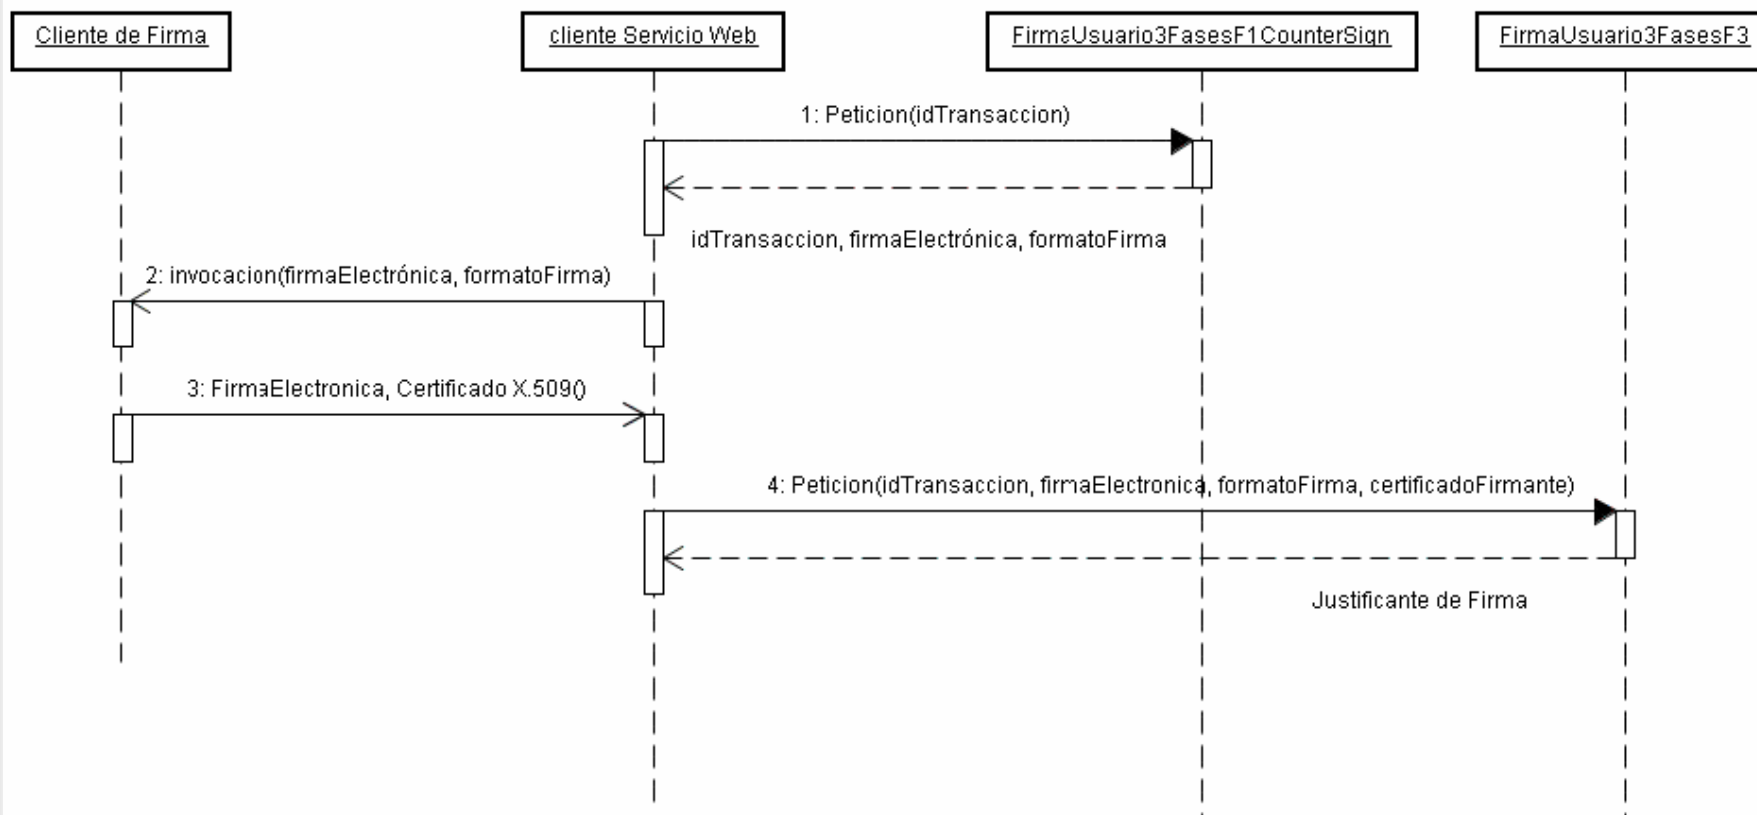 Cliente de Firma
cliente Servicio Web
FirmaUsuario3FasesF1CounterSign
FirmaUsuario3FasesF3
1: Peticion(idTransaccion)
idTransaccion, firmaElectrónica, formatoFirma
2: invocacion(firmaElectrónica, formatoFirma)
3: FirmaElectronica, Certificado X.509()
4: Peticion(idTransaccion, firmaElectronica, formatoFirma, certificadoFirmante)
Justificante de Firma